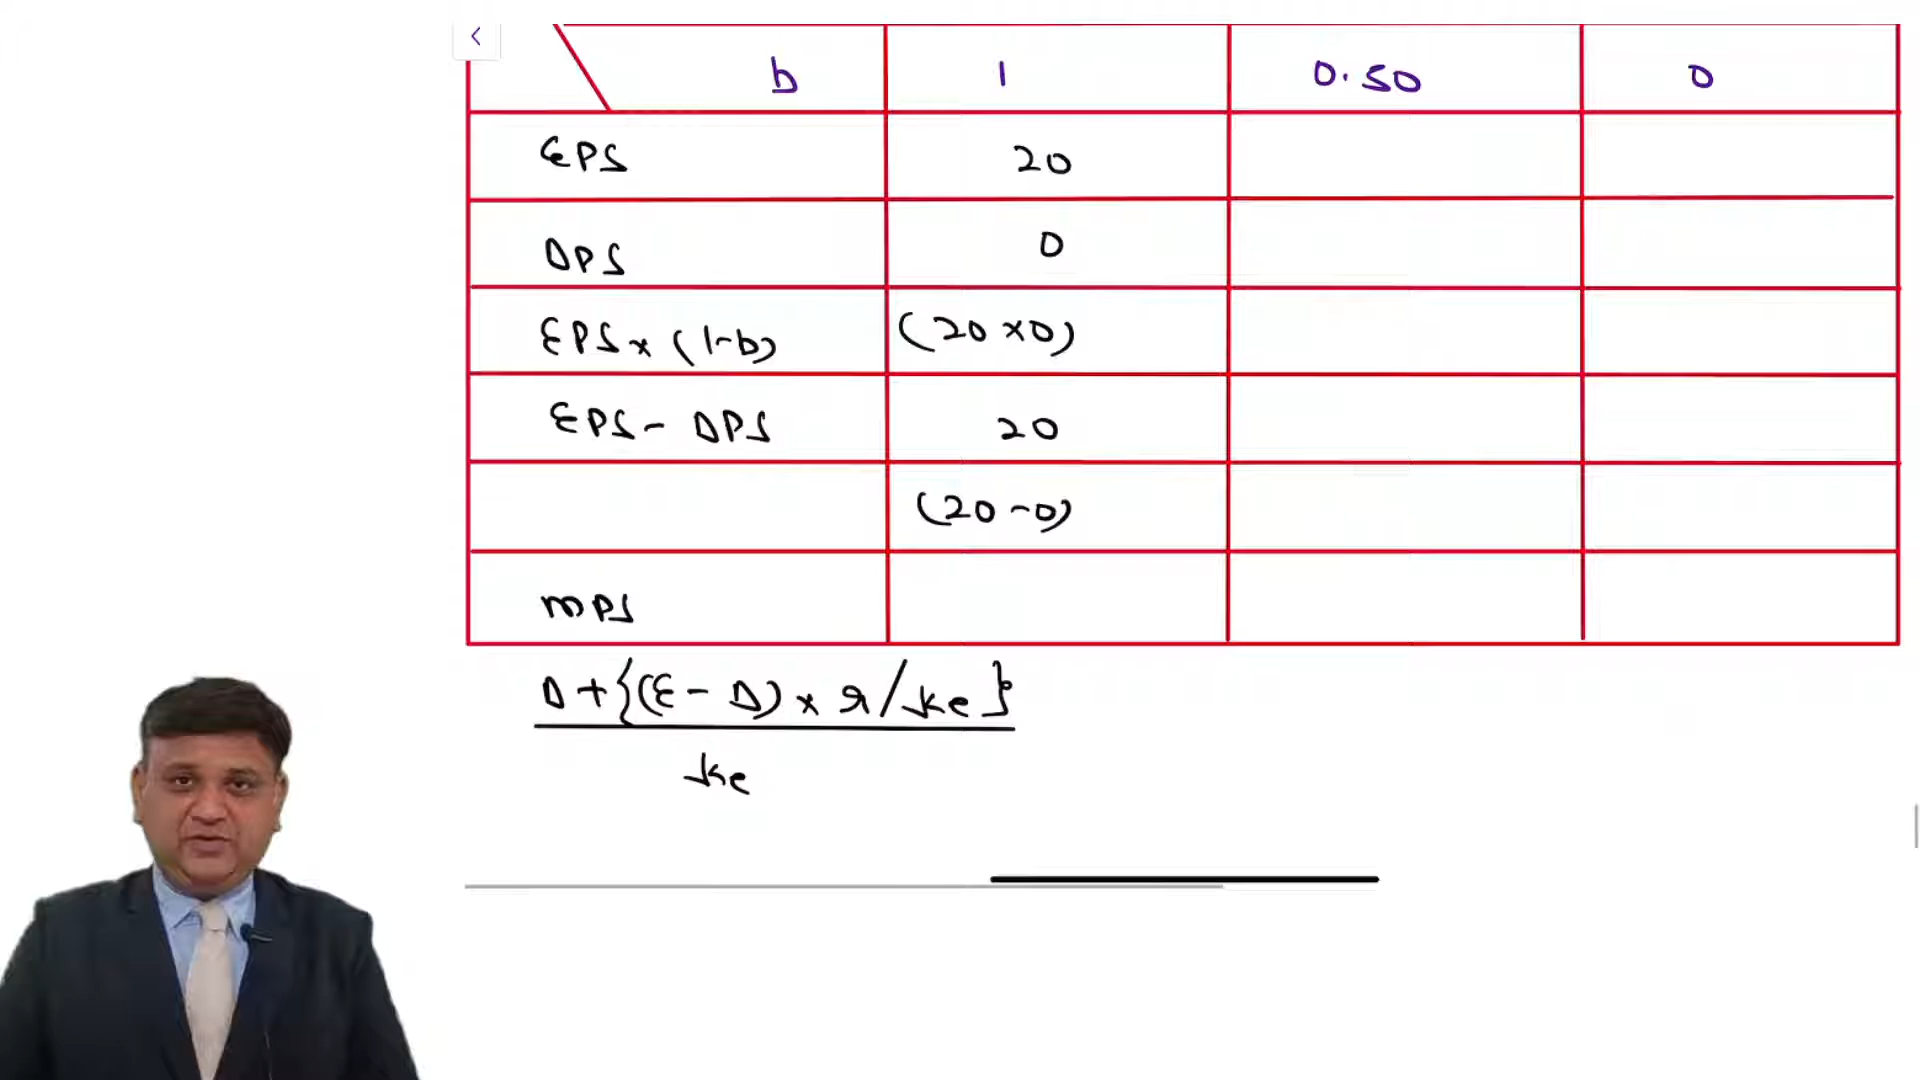 b 1 0.50 0
EPS 20
DPS 0
EPS × (1-b) (20 × 0)
EPS - DPS 20
(20 - 0)
MPS
D + {(E - D) × r / ke}
ke